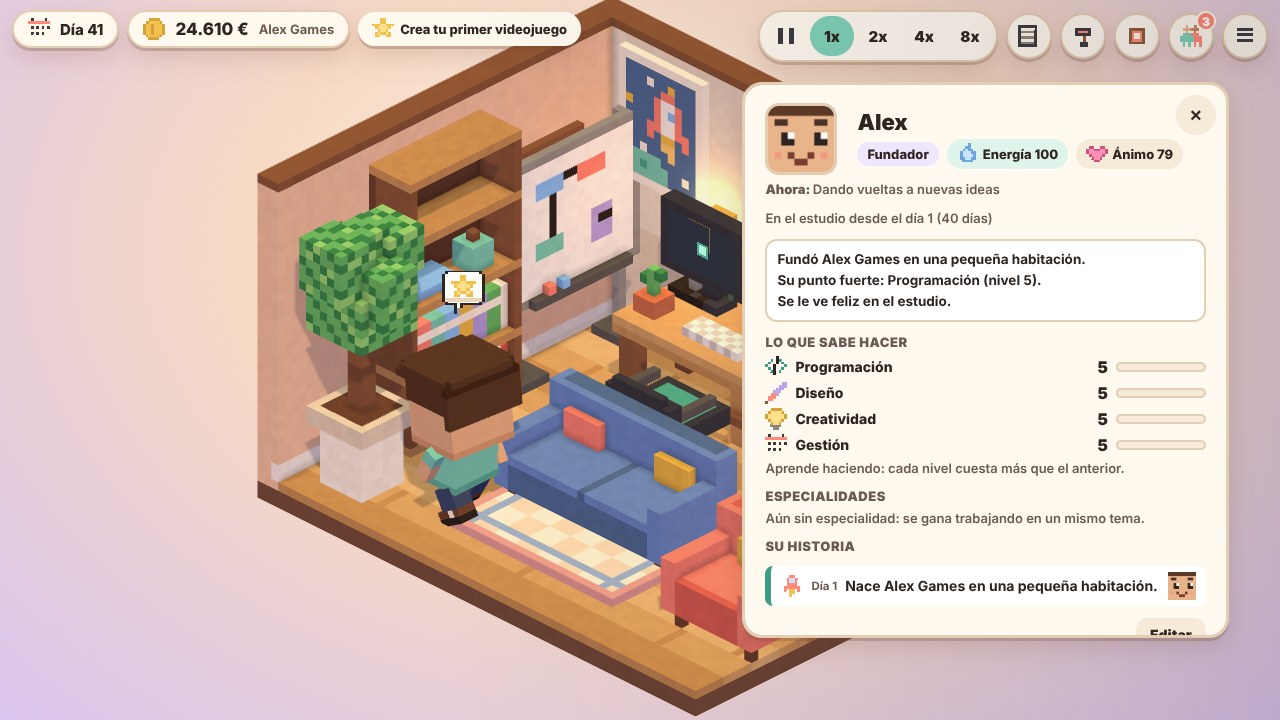 Día 41
24.610 €
Alex Games
Crea tu primer videojuego
1x
2x
4x
8x
3
Alex
Fundador
Energía 100
Ánimo 79
Ahora: Dando vueltas a nuevas ideas
En el estudio desde el día 1 (40 días)
Fundó Alex Games en una pequeña habitación.
Su punto fuerte: Programación (nivel 5).
Se le ve feliz en el estudio.
LO QUE SABE HACER
Programación 5
Diseño 5
Creatividad 5
Gestión 5
Aprende haciendo: cada nivel cuesta más que el anterior.
ESPECIALIDADES
Aún sin especialidad: se gana trabajando en un mismo tema.
SU HISTORIA
Día 1 Nace Alex Games en una pequeña habitación.
Editar